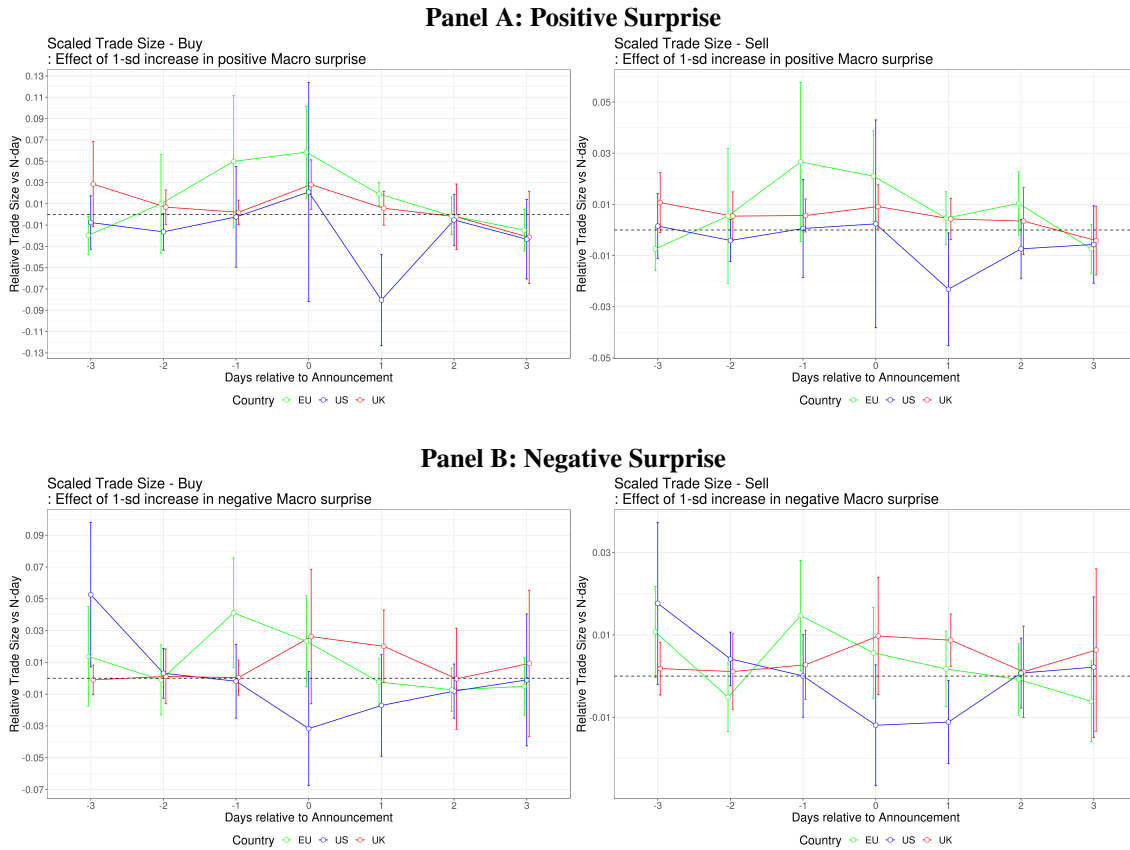 Panel A: Positive Surprise
Scaled Trade Size - Buy
: Effect of 1-sd increase in positive Macro surprise
Relative Trade Size vs N-day
0.13
0.11
0.09
0.07
0.05
0.03
0.01
-0.01
-0.03
-0.05
-0.07
-0.09
-0.11
-0.13
-3 -2 -1 0 1 2 3
Days relative to Announcement
Country EU US UK
Scaled Trade Size - Sell
: Effect of 1-sd increase in positive Macro surprise
Relative Trade Size vs N-day
0.05
0.03
0.01
-0.01
-0.03
-0.05
-3 -2 -1 0 1 2 3
Days relative to Announcement
Country EU US UK
Panel B: Negative Surprise
Scaled Trade Size - Buy
: Effect of 1-sd increase in negative Macro surprise
Relative Trade Size vs N-day
0.09
0.07
0.05
0.03
0.01
-0.01
-0.03
-0.05
-0.07
-3 -2 -1 0 1 2 3
Days relative to Announcement
Country EU US UK
Scaled Trade Size - Sell
: Effect of 1-sd increase in negative Macro surprise
Relative Trade Size vs N-day
0.03
0.01
-0.01
-3 -2 -1 0 1 2 3
Days relative to Announcement
Country EU US UK